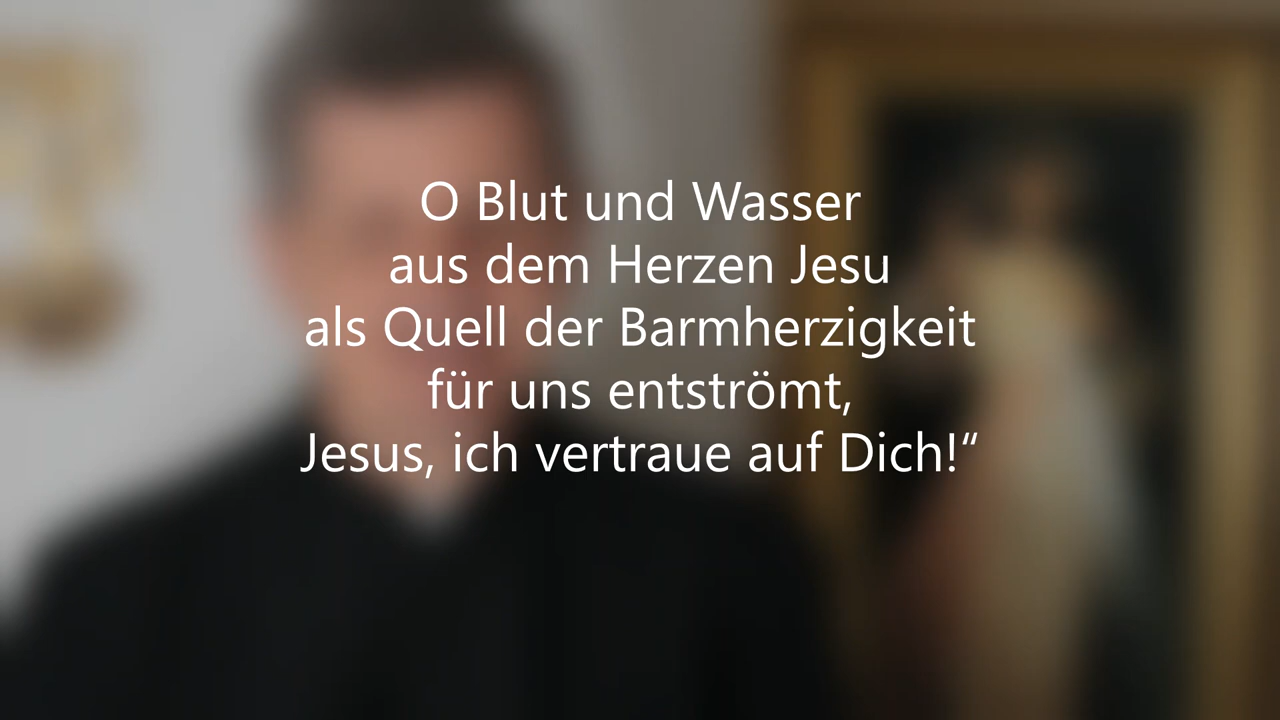 O Blut und Wasser
aus dem Herzen Jesu
als Quell der Barmherzigkeit
für uns entströmt,
Jesus, ich vertraue auf Dich!“